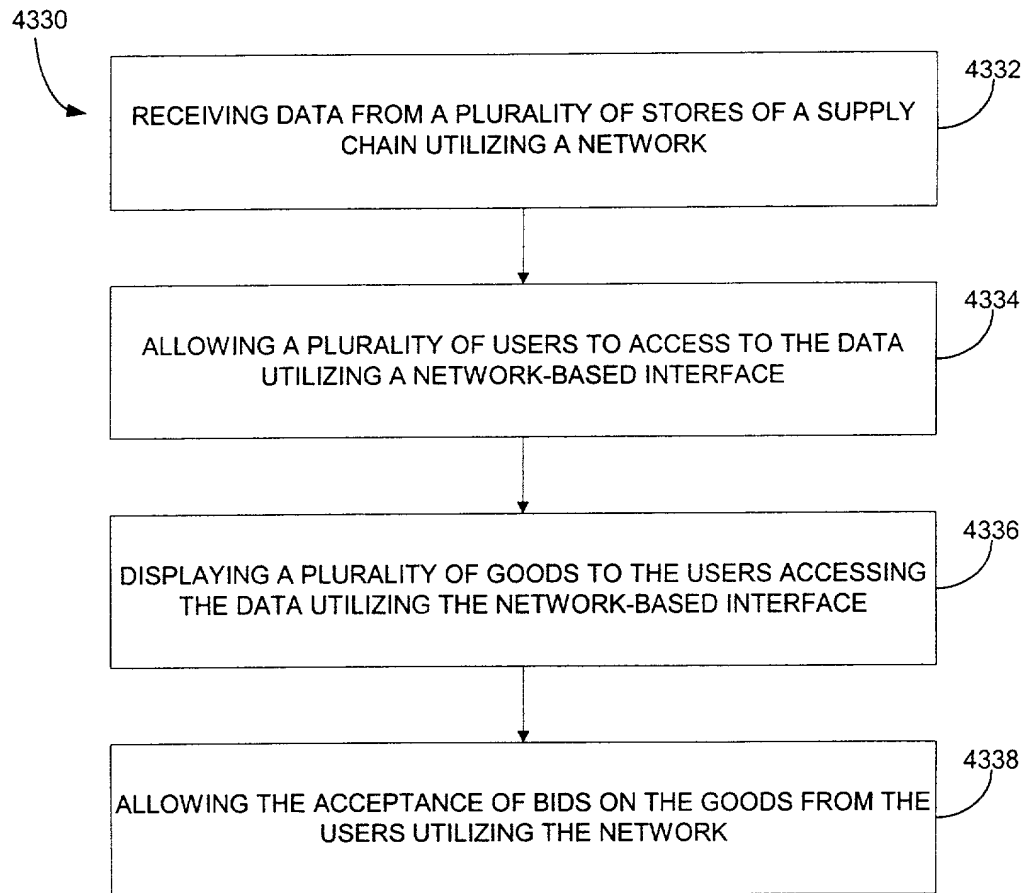 4330
4332
RECEIVING DATA FROM A PLURALITY OF STORES OF A SUPPLY
CHAIN UTILIZING A NETWORK
4334
ALLOWING A PLURALITY OF USERS TO ACCESS TO THE DATA
UTILIZING A NETWORK-BASED INTERFACE
4336
DISPLAYING A PLURALITY OF GOODS TO THE USERS ACCESSING
THE DATA UTILIZING THE NETWORK-BASED INTERFACE
4338
ALLOWING THE ACCEPTANCE OF BIDS ON THE GOODS FROM THE
USERS UTILIZING THE NETWORK